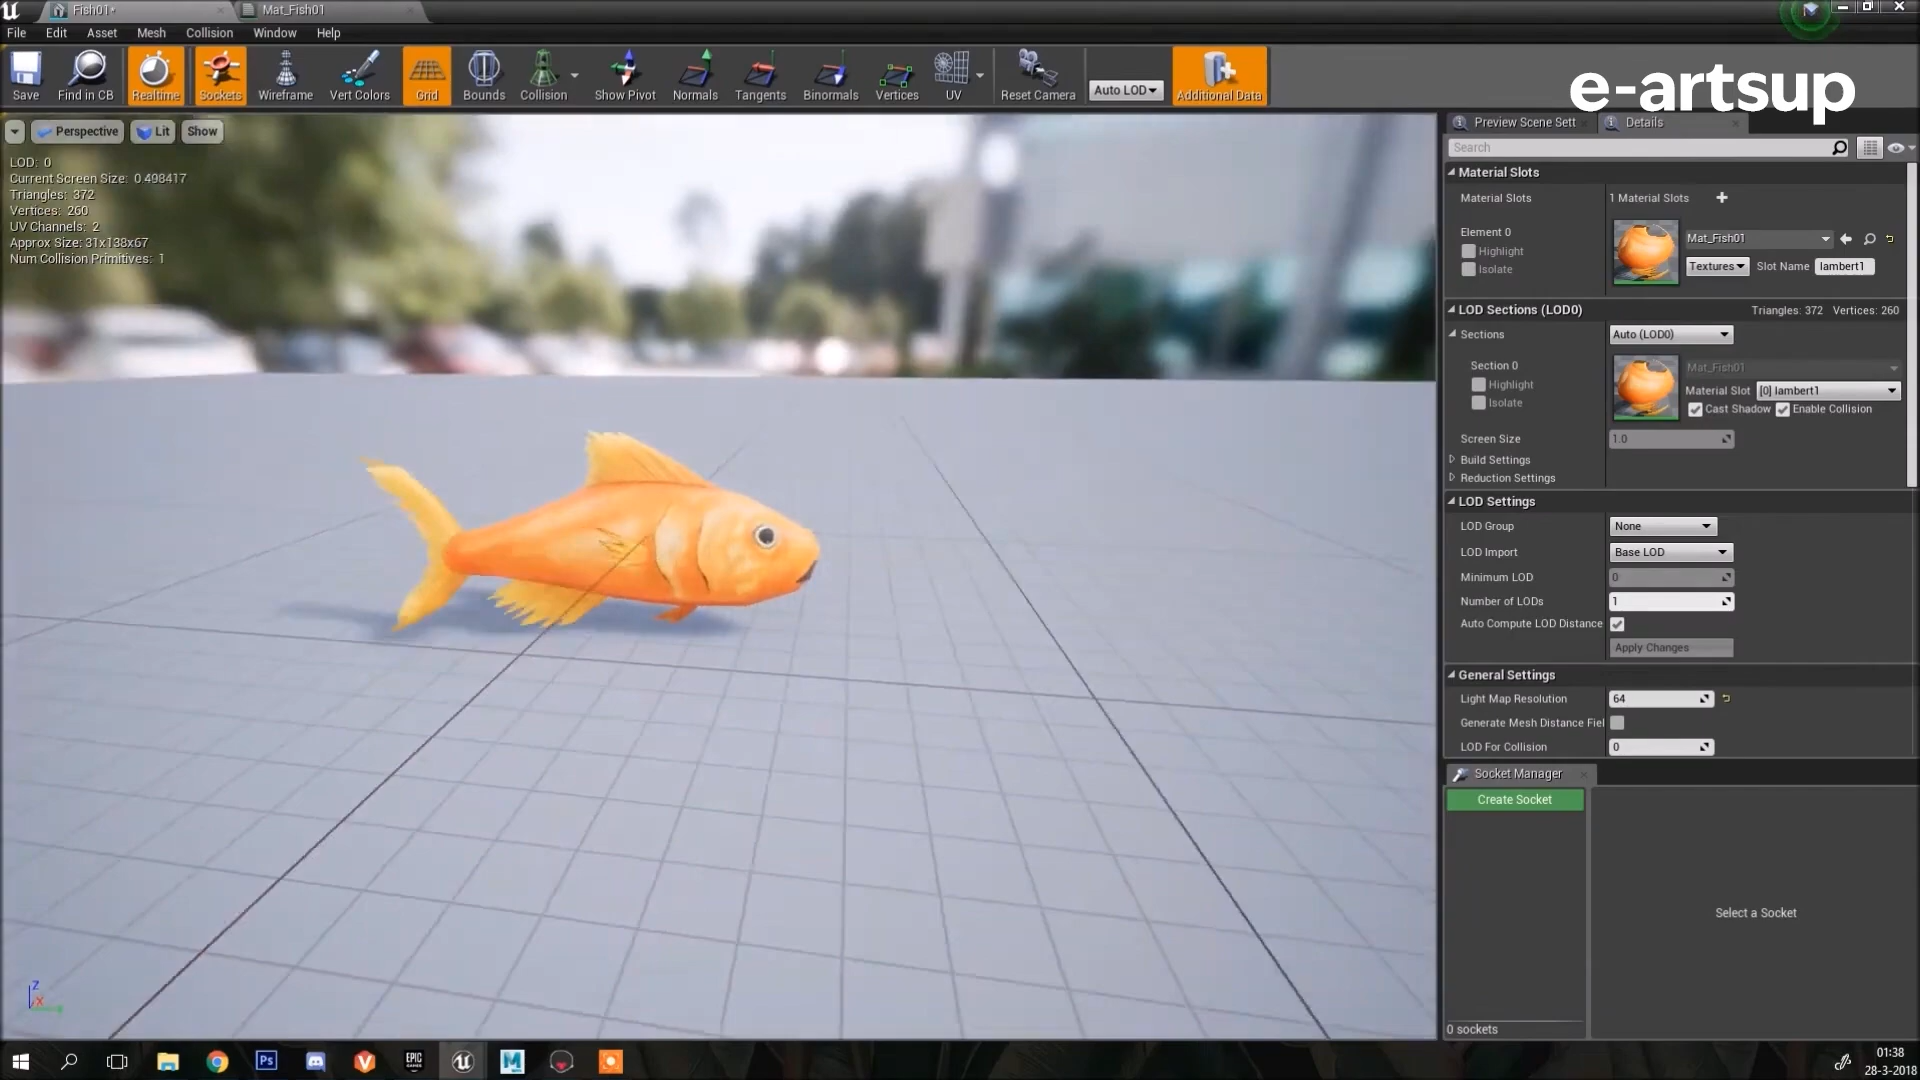 Fish01*
Mat_Fish01
File Edit Asset Mesh Collision Window Help
Save Find in CB Realtime Sockets Wireframe Vert Colors Grid Bounds Collision Show Pivot Normals Tangents Binormals Vertices UV Reset Camera Auto LOD Additional Data
e-artsup
Perspective Lit Show
LOD: 0
Current Screen Size: 0.498417
Triangles: 372
Vertices: 260
UV Channels: 2
Approx Size: 31x138x67
Num Collision Primitives: 1
Z
X
Preview Scene Sett
Details
Search
Material Slots
Material Slots 1 Material Slots
Element 0
Highlight
Isolate
Mat_Fish01
Textures Slot Name lambert1
LOD Sections (LOD0) Triangles: 372 Vertices: 260
Sections Auto (LOD0)
Section 0
Highlight
Isolate
Mat_Fish01
Material Slot [0] lambert1
Cast Shadow Enable Collision
Screen Size 1.0
Build Settings
Reduction Settings
LOD Settings
LOD Group None
LOD Import Base LOD
Minimum LOD 0
Number of LODs 1
Auto Compute LOD Distance
Apply Changes
General Settings
Light Map Resolution 64
Generate Mesh Distance Fiel
LOD For Collision 0
Socket Manager
Create Socket
Select a Socket
0 sockets
Ps
EPIC GAMES
M
01:38
28-3-2018